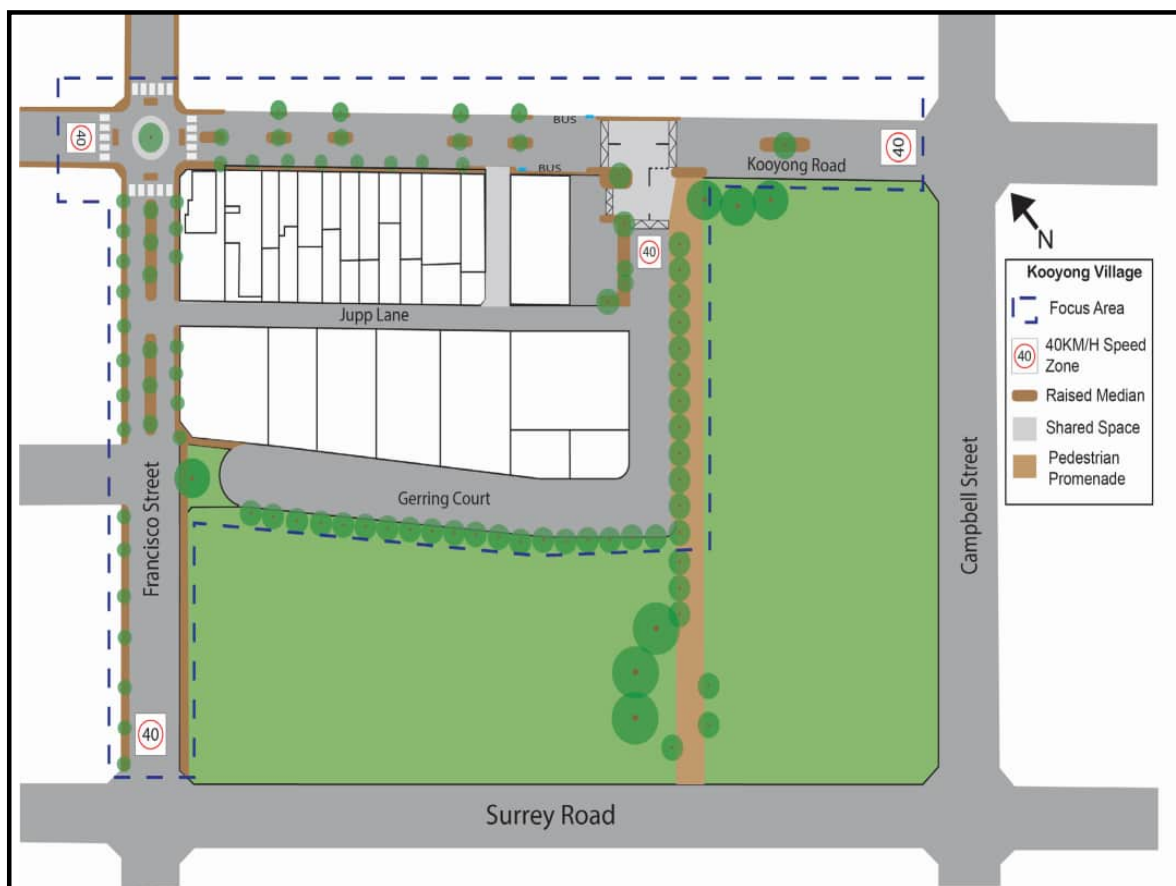 BUS
40
BUS
40
Kooyong Road
N
40
Kooyong Village
Focus Area
40
40KM/H Speed
Zone
Raised Median
Shared Space
Pedestrian
Promenade
Jupp Lane
Gerring Court
Francisco Street
Campbell Street
40
Surrey Road